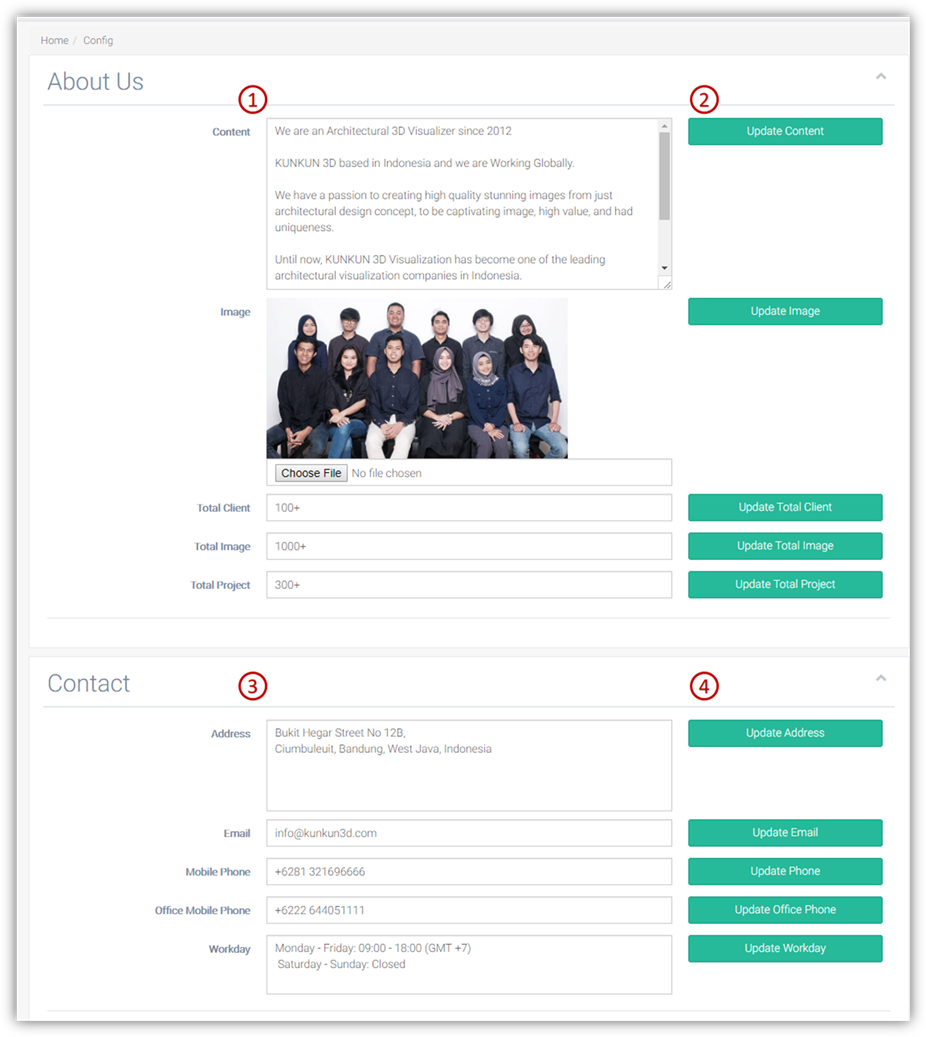 Home / Config
About Us
1
2
Content
We are an Architectural 3D Visualizer since 2012
KUNKUN 3D based in Indonesia and we are Working Globally.
We have a passion to creating high quality stunning images from just
architectural design concept, to be captivating image, high value, and had
uniqueness.
Until now, KUNKUN 3D Visualization has become one of the leading
architectural visualization companies in Indonesia.
Update Content
Image
Update Image
Choose File No file chosen
Total Client
100+
Update Total Client
Total Image
1000+
Update Total Image
Total Project
300+
Update Total Project
Contact
3
4
Address
Bukit Hegar Street No 12B,
Ciumbuleuit, Bandung, West Java, Indonesia
Update Address
Email
info@kunkun3d.com
Update Email
Mobile Phone
+6281 321696666
Update Phone
Office Mobile Phone
+6222 644051111
Update Office Phone
Workday
Monday - Friday: 09:00 - 18:00 (GMT +7)
Saturday - Sunday: Closed
Update Workday